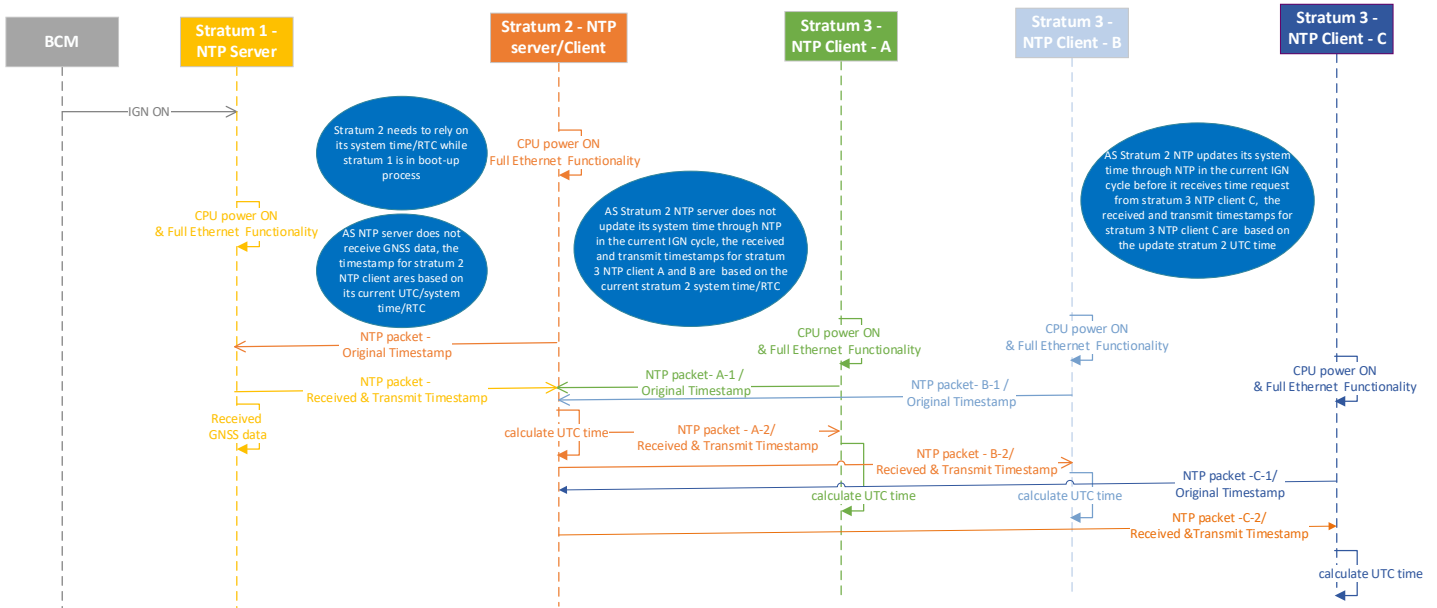 BCM
Stratum 1 -
NTP Server
Stratum 2 - NTP
server/Client
Stratum 3 -
NTP Client - A
Stratum 3 -
NTP Client - B
Stratum 3 -
NTP Client - C
IGN ON
Stratum 2 needs to rely on
its system time/RTC while
stratum 1 is in boot-up
process
CPU power ON
Full Ethernet Functionality
AS Stratum 2 NTP updates its system
time through NTP in the current IGN
cycle before it receives time request
from stratum 3 NTP client C, the
received and transmit timestamps for
stratum 3 NTP client C are based on
the update stratum 2 UTC time
CPU power ON
& Full Ethernet Functionality
AS NTP server does not
receive GNSS data, the
timestamp for stratum 2
NTP client ares based on
its current UTC/system
time/RTC
AS Stratum 2 NTP server does not
update its system time through NTP
in the current IGN cycle, the received
and transmit timestamps for stratum
3 NTP client A and B are based on the
current stratum 2 system time/RTC
NTP packet -
Original Timestamp
CPU power ON
& Full Ethernet Functionality
CPU power ON
& Full Ethernet Functionality
CPU power ON
& Full Ethernet Functionality
NTP packet -
Received & Transmit Timestamp
NTP packet- A-1 /
Original Timestamp
NTP packet- B-1 /
Original Timestamp
Received
GNSS data
calculate UTC time
NTP packet - A-2/
Received & Transmit Timestamp
NTP packet - B-2/
Recieved & Transmit Timestamp
NTP packet -C-1/
Original Timestamp
calculate UTC time
calculate UTC time
NTP packet -C-2/
Received &Transmit Timestamp
calculate UTC time